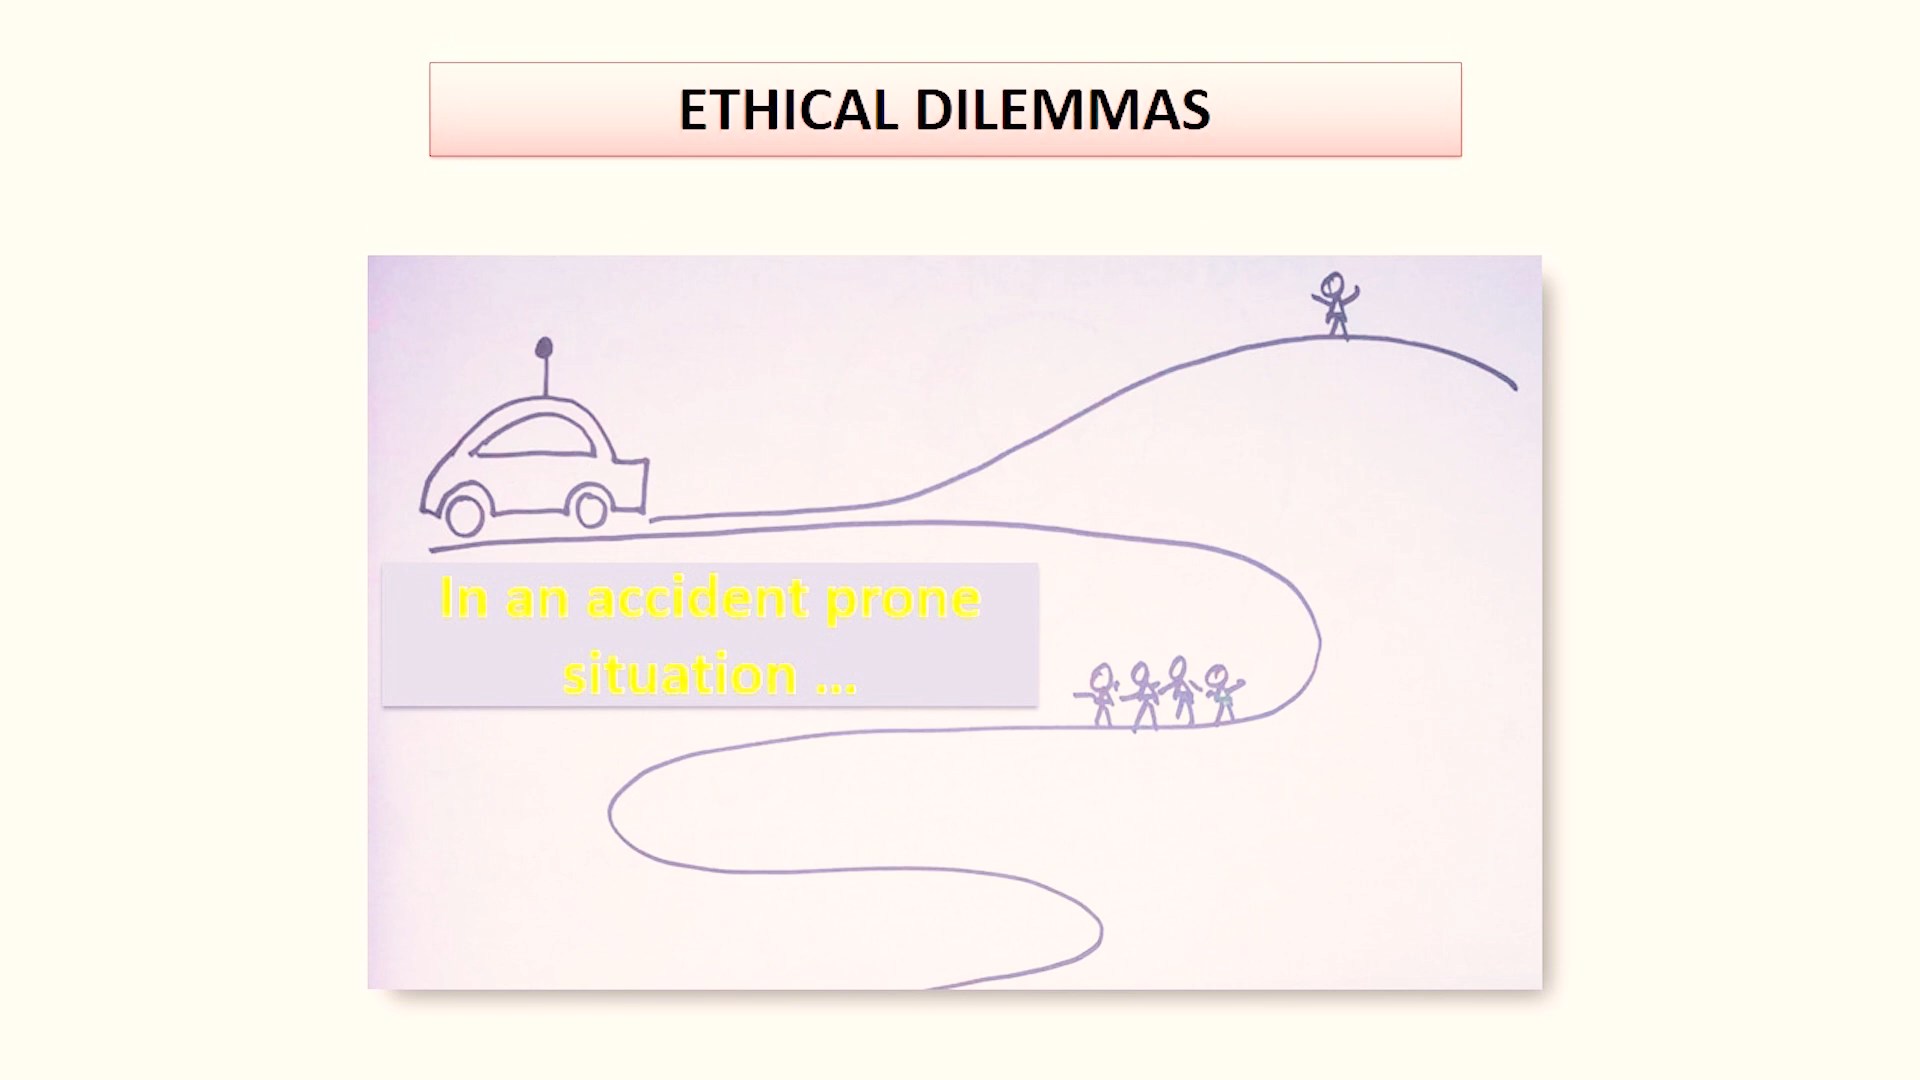 ETHICAL DILEMMAS
In an accident prone
situation ...